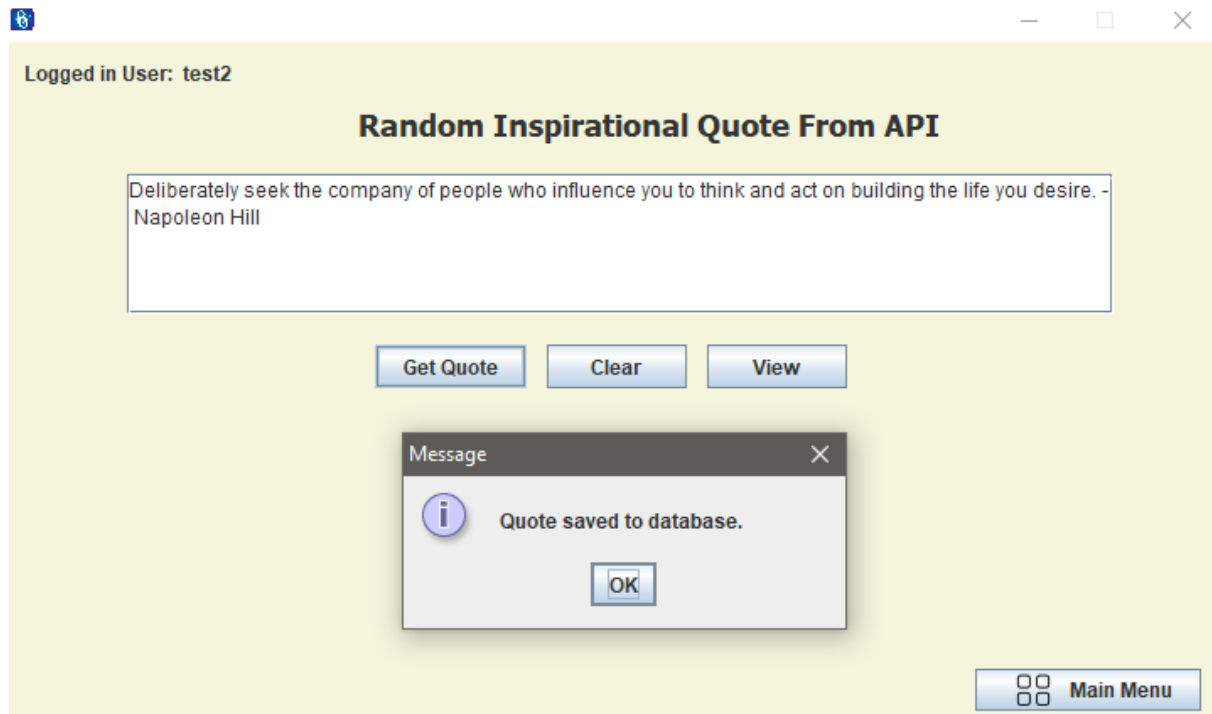 Logged in User: test2
Random Inspirational Quote From API
Deliberately seek the company of people who influence you to think and act on building the life you desire. -
Napoleon Hill
Get Quote Clear View
Message
Quote saved to database.
OK
Main Menu